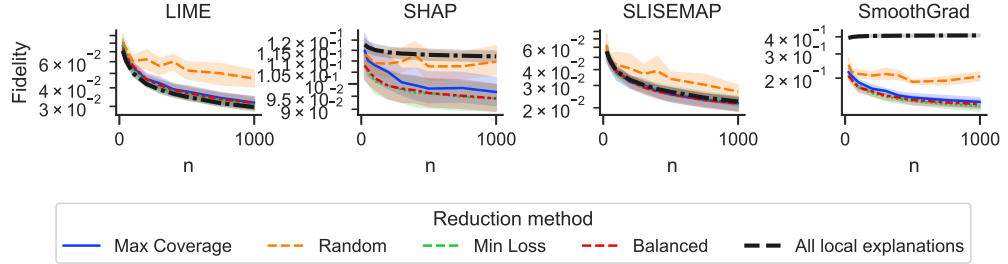 LIME SHAP SLISEMAP SmoothGrad
Fidelity
6 × 10⁻²
4 × 10⁻²
3 × 10⁻²
1.2 × 10⁻¹
1.15 × 10⁻¹
1.1 × 10⁻¹
1.05 × 10⁻¹
10⁻¹
9.5 × 10⁻²
9 × 10⁻²
6 × 10⁻²
4 × 10⁻²
3 × 10⁻²
2 × 10⁻²
4 × 10⁻¹
3 × 10⁻¹
2 × 10⁻¹
0 1000 0 1000 0 1000 0 1000
n n n n
Reduction method
Max Coverage Random Min Loss Balanced All local explanations